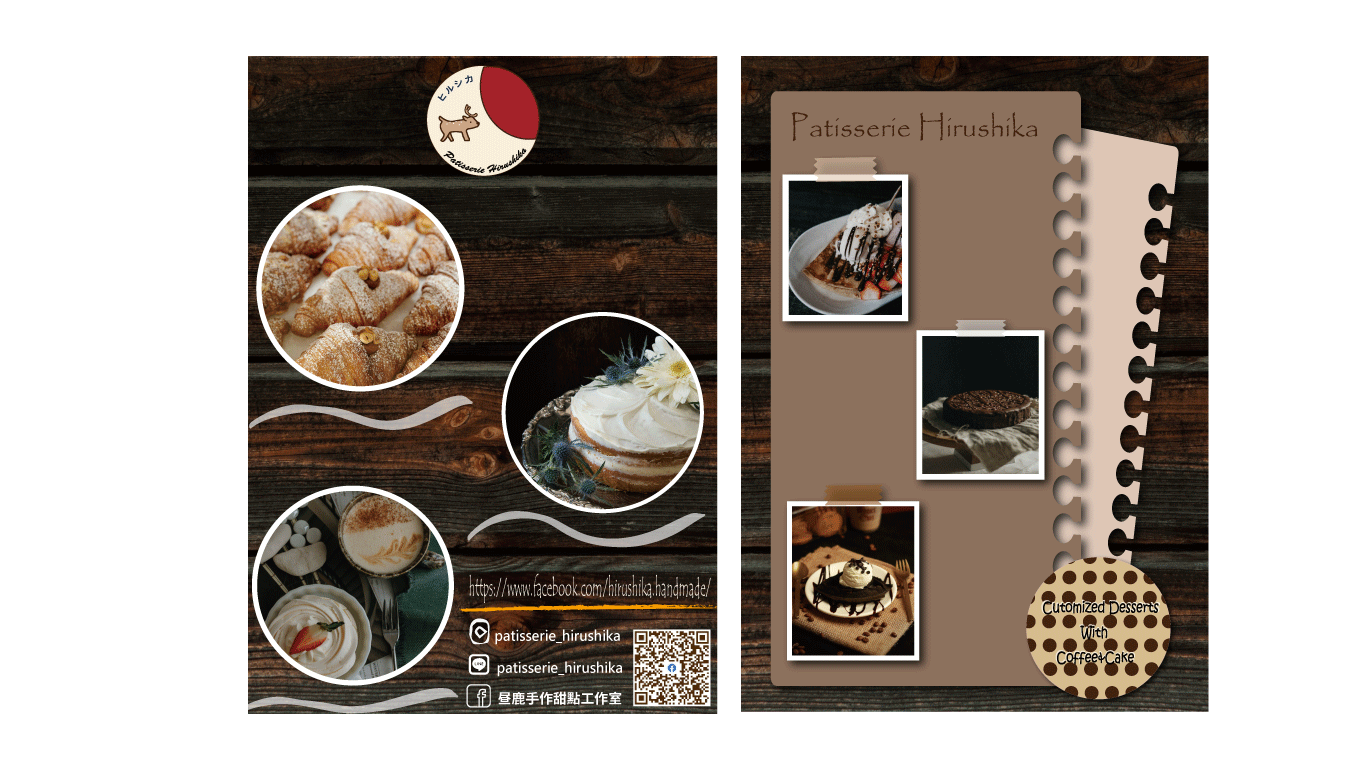 ヒルシカ
Patisserie Hirushika
https://www.facebook.com/hirushika.handmade/
patisserie_hirushika
LINE
patisserie_hirushika
昼鹿手作甜點工作室
Patisserie Hirushika
Cutomized Desserts
With
Coffee&Cake